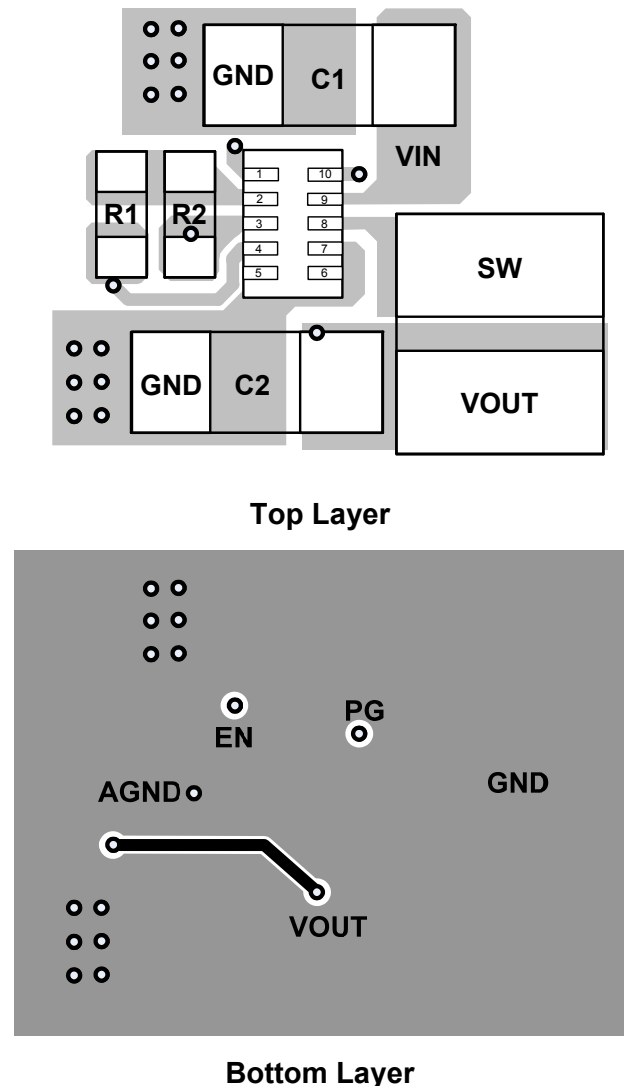 GND C1
VIN
1 10
2 9
R1 R2 3 8
4 7
5 6
SW
GND C2
VOUT
Top Layer
EN PG
AGND GND
VOUT
Bottom Layer